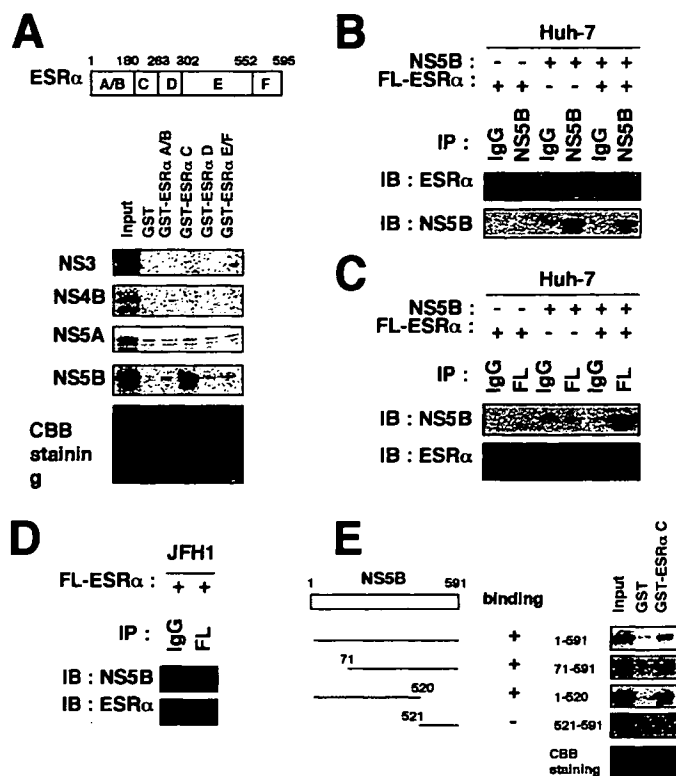 A
1 180 263 302 552 595
ESRα A/B C D E F
Input
GST
GST-ESRα A/B
GST-ESRα C
GST-ESRα D
GST-ESRα E/F
NS3
NS4B
NS5A
NS5B
CBB
stainin
g
B
Huh-7
NS5B : - - + + + +
FL-ESRα : + + - - + +
IP : IgG NS5B IgG NS5B IgG NS5B
IB : ESRα
IB : NS5B
C
Huh-7
NS5B : - - + + + +
FL-ESRα : + + - - + +
IP : IgG FL IgG FL IgG FL
IB : NS5B
IB : ESRα
D
JFH1
FL-ESRα : + +
IP : IgG FL
IB : NS5B
IB : ESRα
E
1 NS5B 591
binding
Input
GST
GST-ESRα C
+ 1-591
71 + 71-591
520 + 1-520
521 - 521-591
CBB
staining